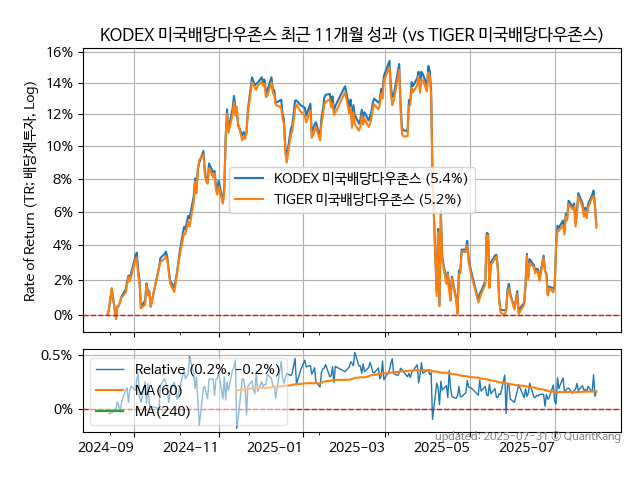 KODEX 미국배당다우존스 최근 11개월 성과 (vs TIGER 미국배당다우존스)
Rate of Return (TR: 배당재투자, Log)
16%
14%
12%
10%
8%
6%
4%
2%
0%
KODEX 미국배당다우존스 (5.4%)
TIGER 미국배당다우존스 (5.2%)
0.5%
0%
Relative (0.2%, −0.2%)
MA(60)
MA(240)
2024-09
2024-11
2025-01
2025-03
2025-05
2025-07
updated: 2025-07-31 © QuantKang